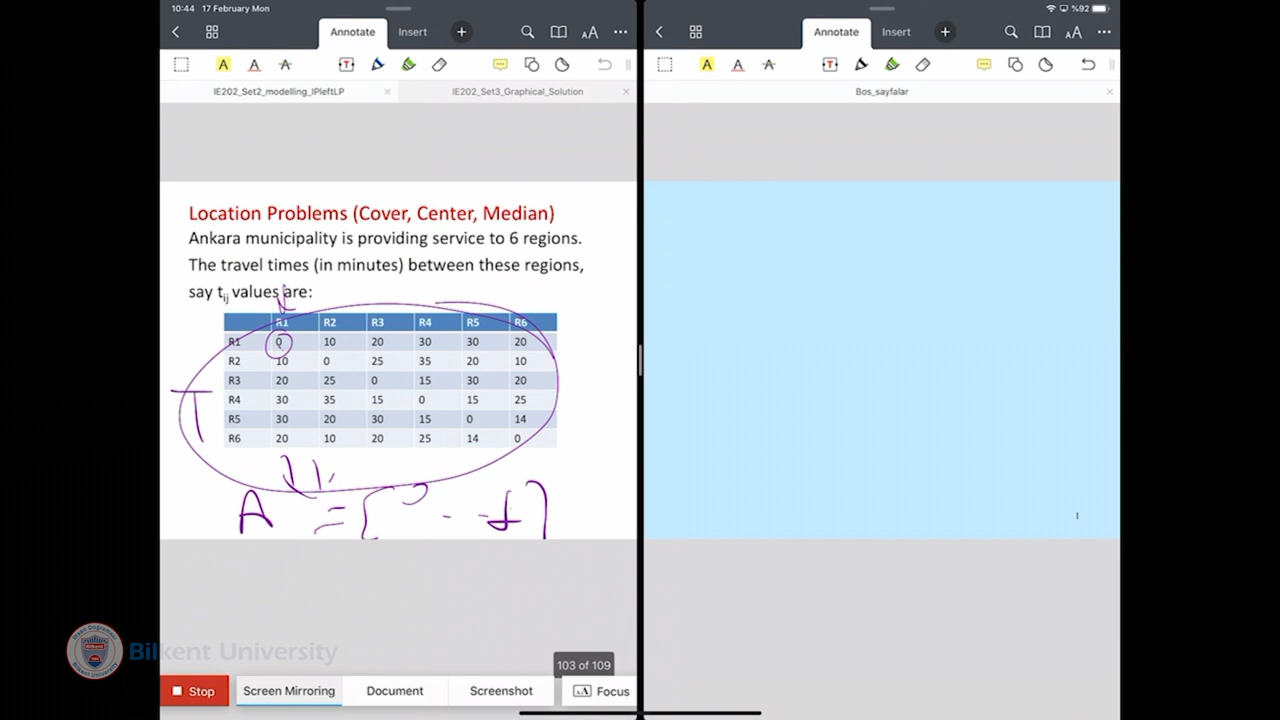 10:44 17 February Mon
%92
Annotate Insert
Annotate Insert
IE202_Set2_modelling_IPleftLP
IE202_Set3_Graphical_Solution
Bos_sayfalar
Location Problems (Cover, Center, Median)
Ankara municipality is providing service to 6 regions.
The travel times (in minutes) between these regions,
say tij values are:
R1 R2 R3 R4 R5 R6
R1 0 10 20 30 30 20
R2 10 0 25 35 20 10
R3 20 25 0 15 30 20
R4 30 35 15 0 15 25
R5 30 20 30 15 0 14
R6 20 10 20 25 14 0
T
A = [
Bilkent University
103 of 109
Stop Screen Mirroring Document Screenshot AA Focus